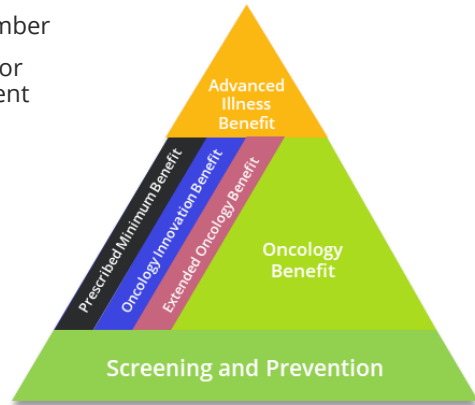 mber
or
ent
Advanced
Illness
Benefit
Prescribed Minimum Benefit
Oncology Innovation Benefit
Extended Oncology Benefit
Oncology
Benefit
Screening and Prevention